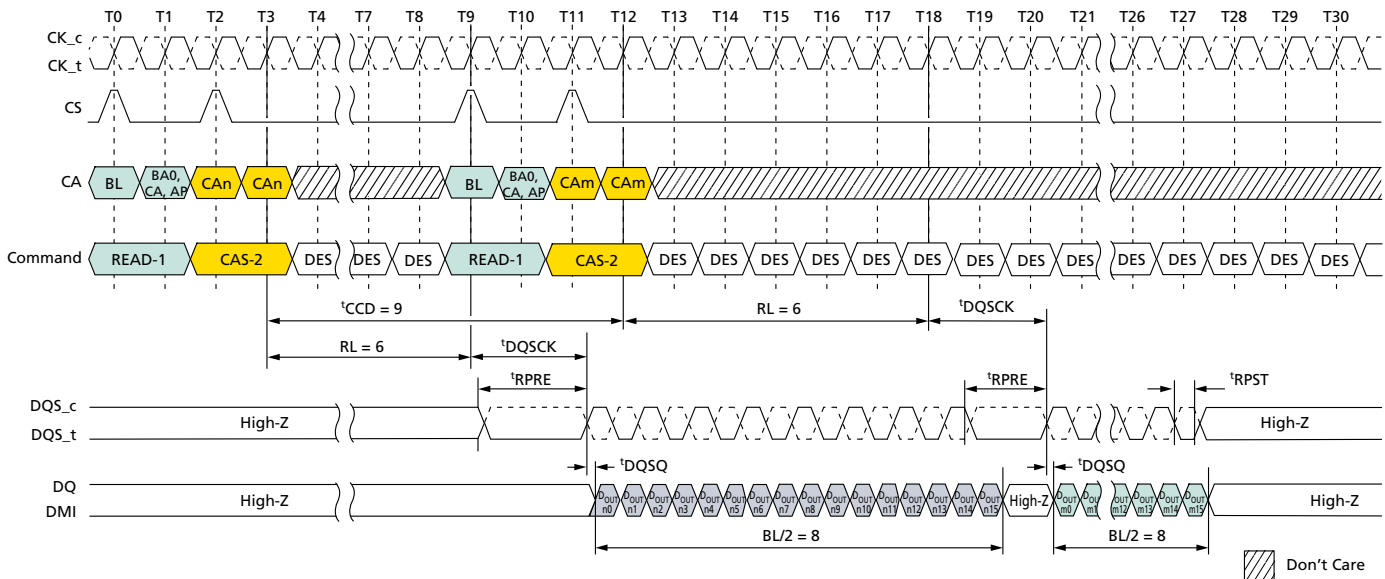 T0 T1 T2 T3 T4 T7 T8 T9 T10 T11 T12 T13 T14 T15 T16 T17 T18 T19 T20 T21 T26 T27 T28 T29 T30
CK_c
CK_t
CS
CA BL BA0, CA, AP CAn CAn BL BA0, CA, AP CAm CAm
Command READ-1 CAS-2 DES DES DES READ-1 CAS-2 DES DES DES DES DES DES DES DES DES DES DES DES DES DES
tCCD = 9 RL = 6 tDQSCK
RL = 6 tDQSCK
tRPRE tRPRE tRPST
DQS_c
DQS_t High-Z High-Z
tDQSQ tDQSQ
DQ
DMI High-Z DOUT n0 DOUT n1 DOUT n2 DOUT n3 DOUT n4 DOUT n5 DOUT n6 DOUT n7 DOUT n8 DOUT n9 DOUT n10 DOUT n11 DOUT n12 DOUT n13 DOUT n14 DOUT n15 High-Z DOUT m0 DOUT m1 DOUT m12 DOUT m13 DOUT m14 DOUT m15 High-Z
BL/2 = 8 BL/2 = 8
Don't Care